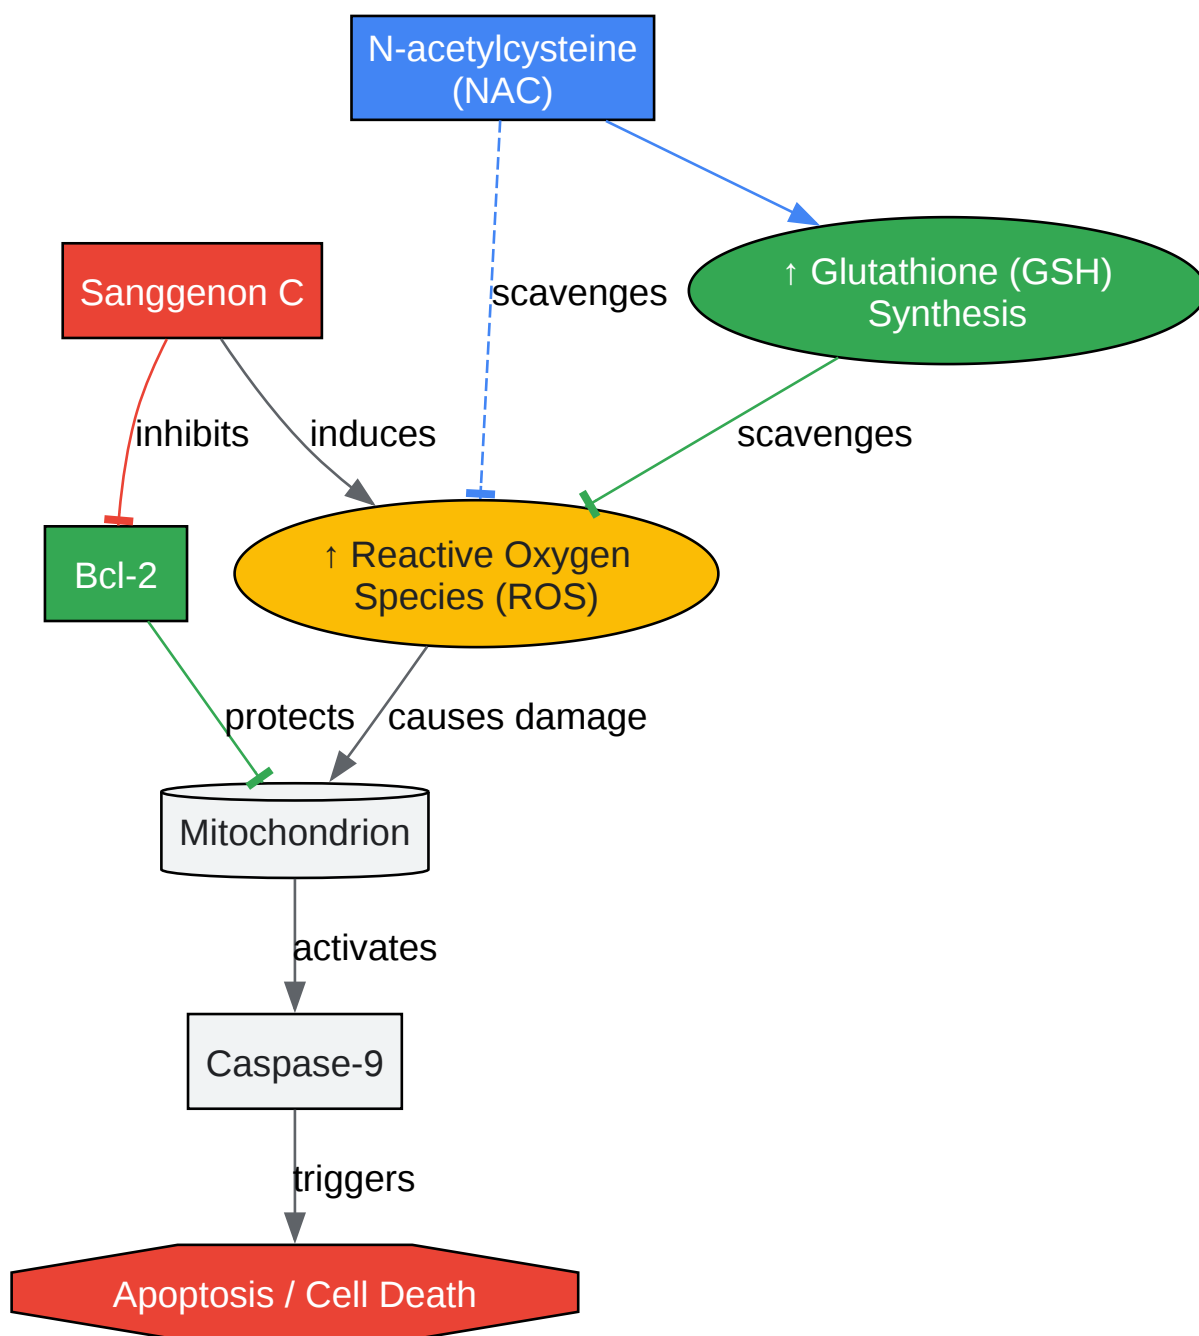 N-acetylcysteine
(NAC)
↑ Glutathione (GSH)
Synthesis
Sanggenon C
scavenges
inhibits
induces
scavenges
Bcl-2
↑ Reactive Oxygen
Species (ROS)
protects
causes damage
Mitochondrion
activates
Caspase-9
triggers
Apoptosis / Cell Death